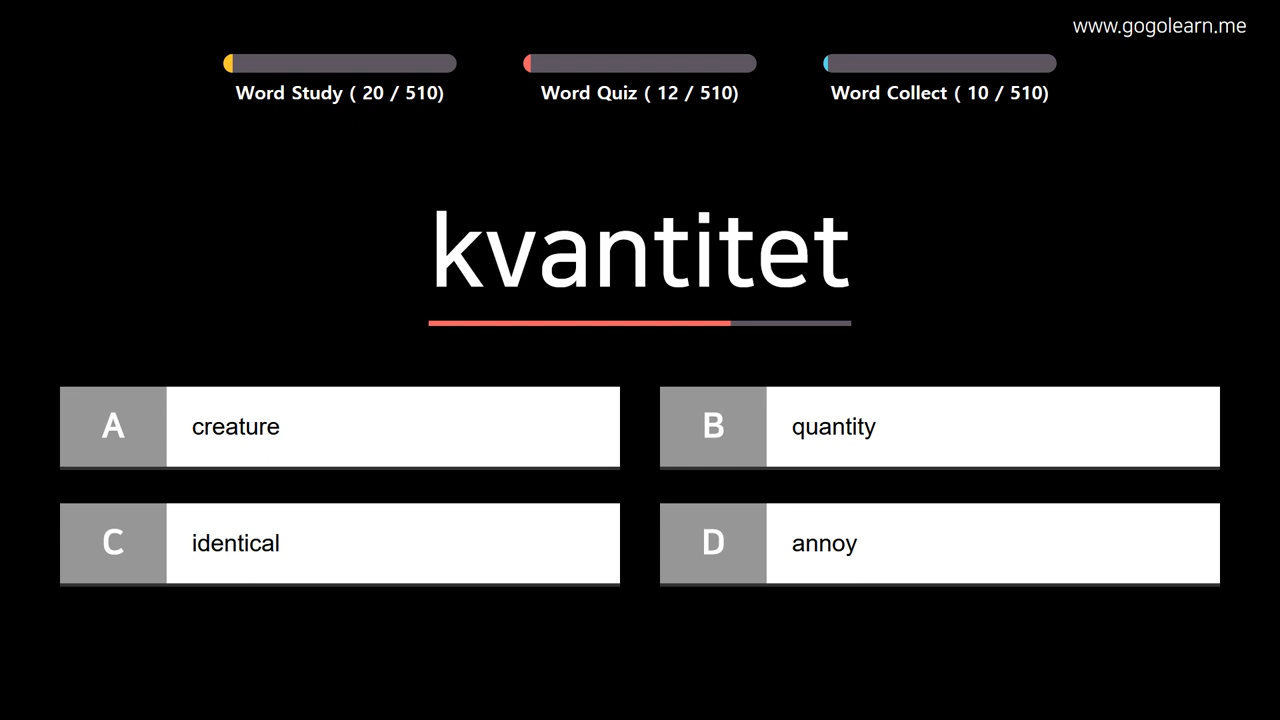 www.gogolearn.me
Word Study ( 20 / 510)
Word Quiz ( 12 / 510)
Word Collect ( 10 / 510)
kvantitet
A creature
B quantity
C identical
D annoy